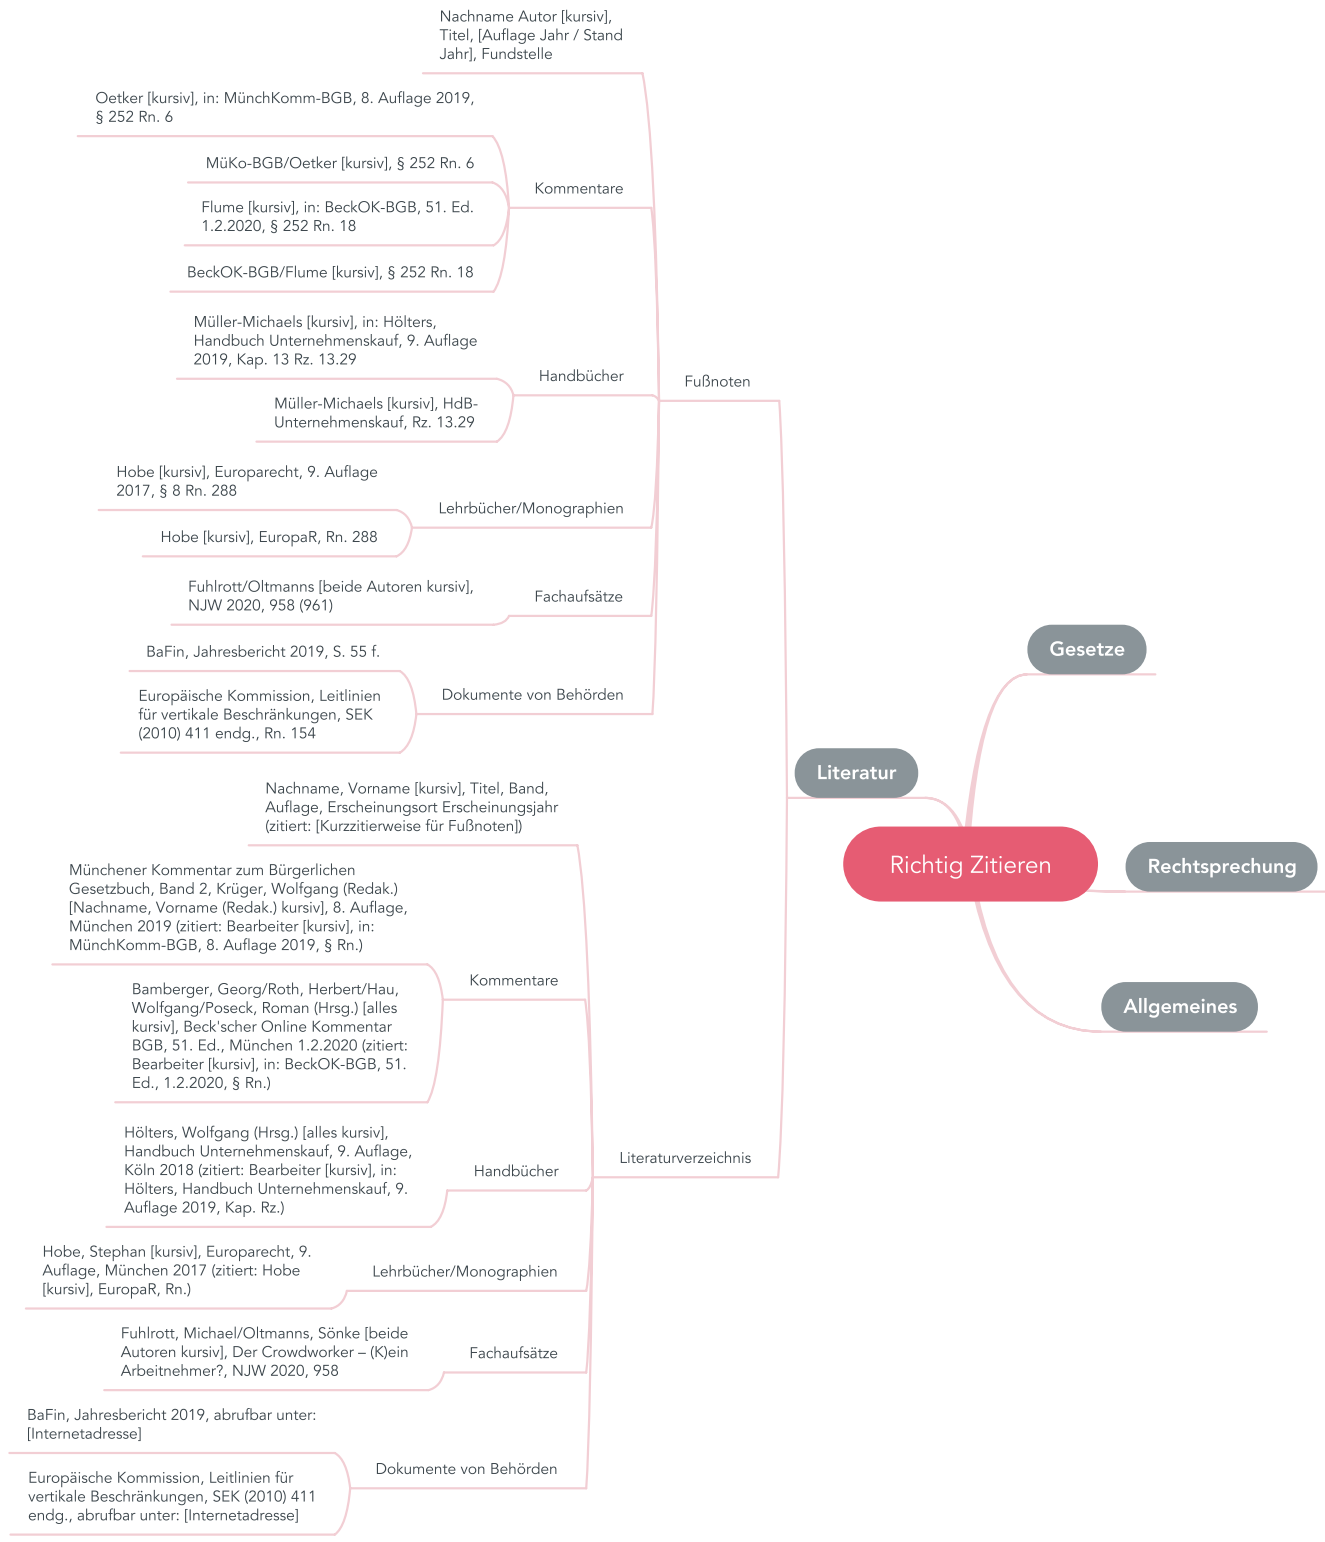 Nachname Autor [kursiv],
Titel, [Auflage Jahr / Stand
Jahr], Fundstelle
Oetker [kursiv], in: MünchKomm-BGB, 8. Auflage 2019,
§ 252 Rn. 6
MüKo-BGB/Oetker [kursiv], § 252 Rn. 6
Kommentare
Flume [kursiv], in: BeckOK-BGB, 51. Ed.
1.2.2020, § 252 Rn. 18
BeckOK-BGB/Flume [kursiv], § 252 Rn. 18
Müller-Michaels [kursiv], in: Hölters,
Handbuch Unternehmenskauf, 9. Auflage
2019, Kap. 13 Rz. 13.29
Handbücher
Fußnoten
Müller-Michaels [kursiv], HdB-
Unternehmenskauf, Rz. 13.29
Hobe [kursiv], Europarecht, 9. Auflage
2017, § 8 Rn. 288
Lehrbücher/Monographien
Hobe [kursiv], EuropaR, Rn. 288
Fuhlrott/Oltmanns [beide Autoren kursiv],
NJW 2020, 958 (961)
Fachaufsätze
BaFin, Jahresbericht 2019, S. 55 f.
Dokumente von Behörden
Europäische Kommission, Leitlinien
für vertikale Beschränkungen, SEK
(2010) 411 endg., Rn. 154
Gesetze
Literatur
Richtig Zitieren
Rechtsprechung
Allgemeines
Nachname, Vorname [kursiv], Titel, Band,
Auflage, Erscheinungsort Erscheinungsjahr
(zitiert: [Kurzzitierweise für Fußnoten])
Münchener Kommentar zum Bürgerlichen
Gesetzbuch, Band 2, Krüger, Wolfgang (Redak.)
[Nachname, Vorname (Redak.) kursiv], 8. Auflage,
München 2019 (zitiert: Bearbeiter [kursiv], in:
MünchKomm-BGB, 8. Auflage 2019, § Rn.)
Kommentare
Bamberger, Georg/Roth, Herbert/Hau,
Wolfgang/Poseck, Roman (Hrsg.) [alles
kursiv], Beck'scher Online Kommentar
BGB, 51. Ed., München 1.2.2020 (zitiert:
Bearbeiter [kursiv], in: BeckOK-BGB, 51.
Ed., 1.2.2020, § Rn.)
Hölters, Wolfgang (Hrsg.) [alles kursiv],
Handbuch Unternehmenskauf, 9. Auflage,
Köln 2018 (zitiert: Bearbeiter [kursiv], in:
Hölters, Handbuch Unternehmenskauf, 9.
Auflage 2019, Kap. Rz.)
Handbücher
Literaturverzeichnis
Hobe, Stephan [kursiv], Europarecht, 9.
Auflage, München 2017 (zitiert: Hobe
[kursiv], EuropaR, Rn.)
Lehrbücher/Monographien
Fuhlrott, Michael/Oltmanns, Sönke [beide
Autoren kursiv], Der Crowdworker – (K)ein
Arbeitnehmer?, NJW 2020, 958
Fachaufsätze
BaFin, Jahresbericht 2019, abrufbar unter:
[Internetadresse]
Dokumente von Behörden
Europäische Kommission, Leitlinien für
vertikale Beschränkungen, SEK (2010) 411
endg., abrufbar unter: [Internetadresse]